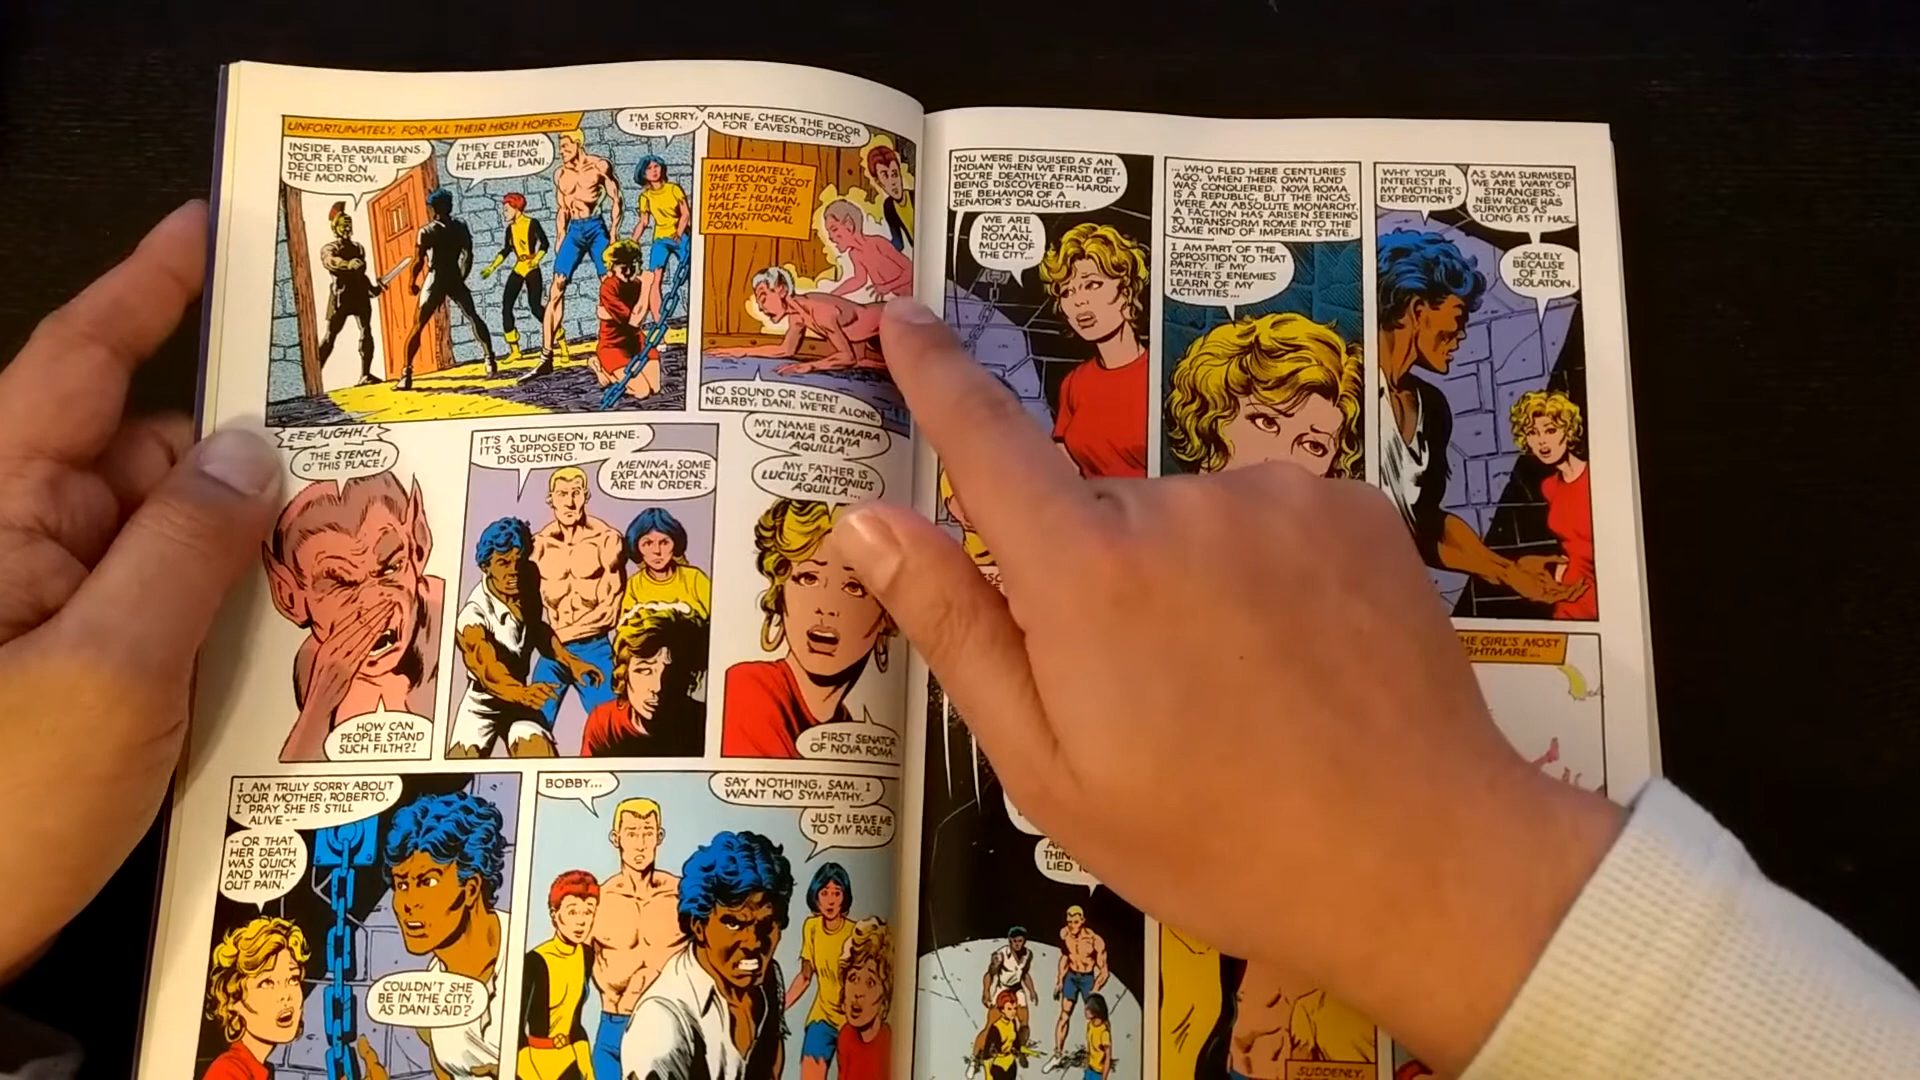 UNFORTUNATELY, FOR ALL THEIR HIGH HOPES...
INSIDE, BARBARIANS.
YOUR FATE WILL BE
DECIDED ON
THE MORROW.
THEY CERTAIN-
LY ARE BEING
HELPFUL, DANI.
I'M SORRY,
'BERTO.
RAHNE, CHECK THE DOOR
FOR EAVESDROPPERS.
IMMEDIATELY,
THE YOUNG SCOT
SHIFTS TO HER
HALF-HUMAN,
HALF-LUPINE
TRANSITIONAL
FORM.
NO SOUND OR SCENT
NEARBY, DANI. WE'RE ALONE.
EEEAUGHH!
THE STENCH
O' THIS PLACE!
HOW CAN
PEOPLE STAND
SUCH FILTH?!
IT'S A DUNGEON, RAHNE.
IT'S SUPPOSED TO BE
DISGUSTING.
MENINA, SOME
EXPLANATIONS
ARE IN ORDER.
MY NAME IS AMARA
JULIANA OLIVIA
AQUILLA.
MY FATHER IS
LUCIUS ANTONIUS
AQUILLA...
...FIRST SENATOR
OF NOVA ROMA.
I AM TRULY SORRY ABOUT
YOUR MOTHER, ROBERTO.
I PRAY SHE IS STILL
ALIVE--
--OR THAT
HER DEATH
WAS QUICK
AND WITH-
OUT PAIN.
COULDN'T SHE
BE IN THE CITY,
AS DANI SAID?
BOBBY...
SAY NOTHING, SAM. I
WANT NO SYMPATHY.
JUST LEAVE ME
TO MY RAGE.
YOU WERE DISGUISED AS AN
INDIAN WHEN WE FIRST MET,
YOU'RE DEATHLY AFRAID OF
BEING DISCOVERED--HARDLY
THE BEHAVIOR OF A
SENATOR'S DAUGHTER.
WE ARE
NOT ALL
ROMAN.
MUCH OF
THE CITY...
...WHO FLED HERE CENTURIES
AGO, WHEN THEIR OWN LAND
WAS CONQUERED. NOVA ROMA
IS A REPUBLIC, BUT THE INCAS
WERE AN ABSOLUTE MONARCHY.
A FACTION HAS ARISEN SEEKING
TO TRANSFORM ROME INTO THE
SAME KIND OF IMPERIAL STATE.
I AM PART OF THE
OPPOSITION TO THAT
PARTY. IF MY
FATHER'S ENEMIES
LEARN OF MY
ACTIVITIES...
WHY YOUR
INTEREST IN
MY MOTHER'S
EXPEDITION?
AS SAM SURMISED,
WE ARE WARY OF
STRANGERS.
NEW ROME HAS
SURVIVED AS
LONG AS IT HAS...
...SOLELY
BECAUSE
OF ITS
ISOLATION.
HE GIRL'S MOST
GHTMARE...
THIN
LIED
SUDDENLY,